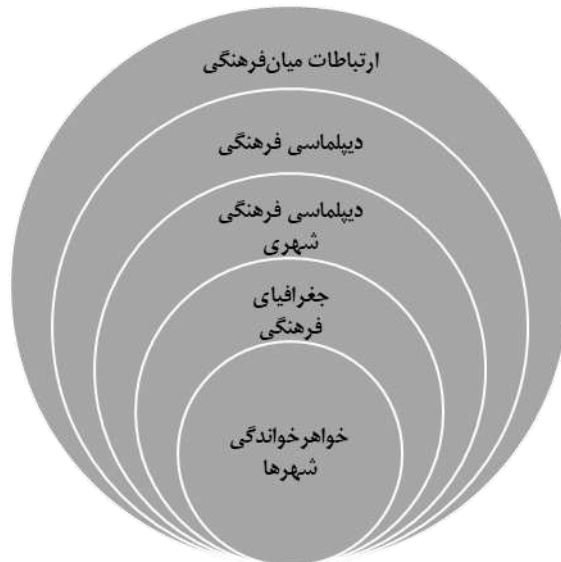 ارتباطات میان‌فرهنگی
دیپلماسی فرهنگی
دیپلماسی فرهنگی
شهری
جغرافیای
فرهنگی
خواهرخواندگی
شهرها